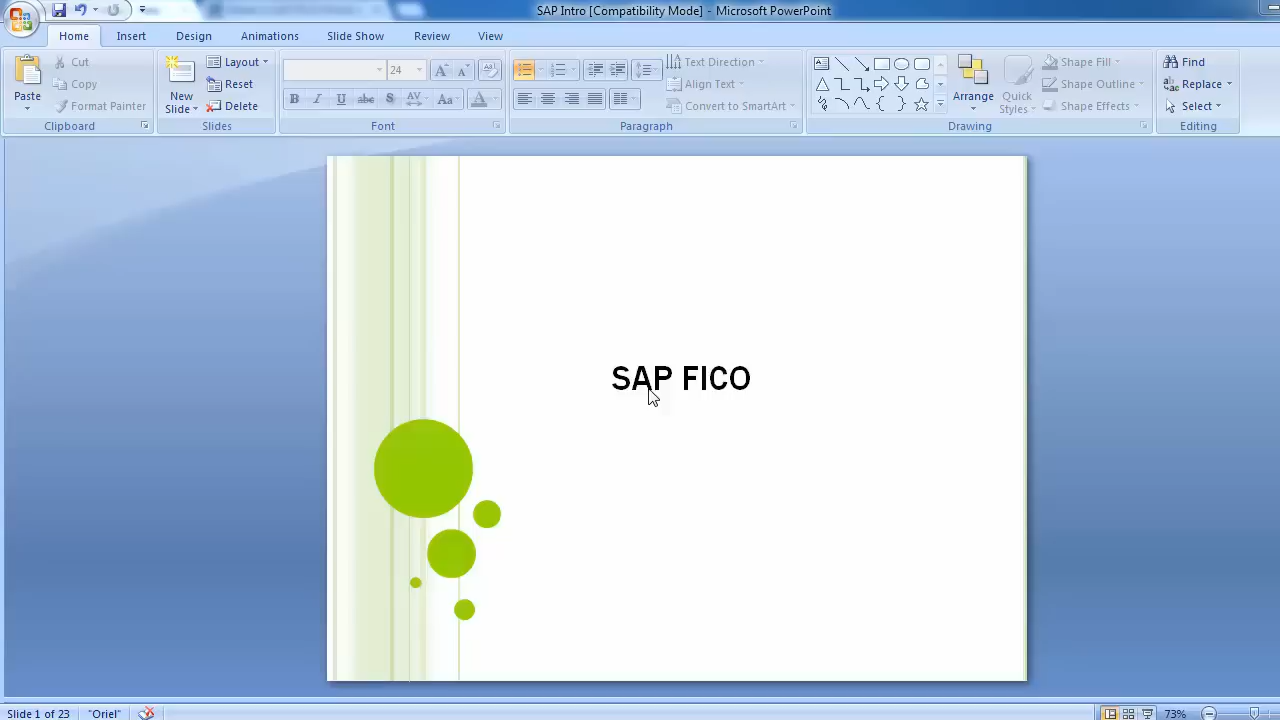 SAP Intro [Compatibility Mode] - Microsoft PowerPoint
Home Insert Design Animations Slide Show Review View
Paste
Cut
Copy
Format Painter
Clipboard
New Slide
Layout
Reset
Delete
Slides
24
B I U abc S AV Aa A
Font
Text Direction
Align Text
Convert to SmartArt
Paragraph
Arrange
Quick Styles
Shape Fill
Shape Outline
Shape Effects
Drawing
Find
Replace
Select
Editing
SAP FICO
Slide 1 of 23 "Oriel" 73%